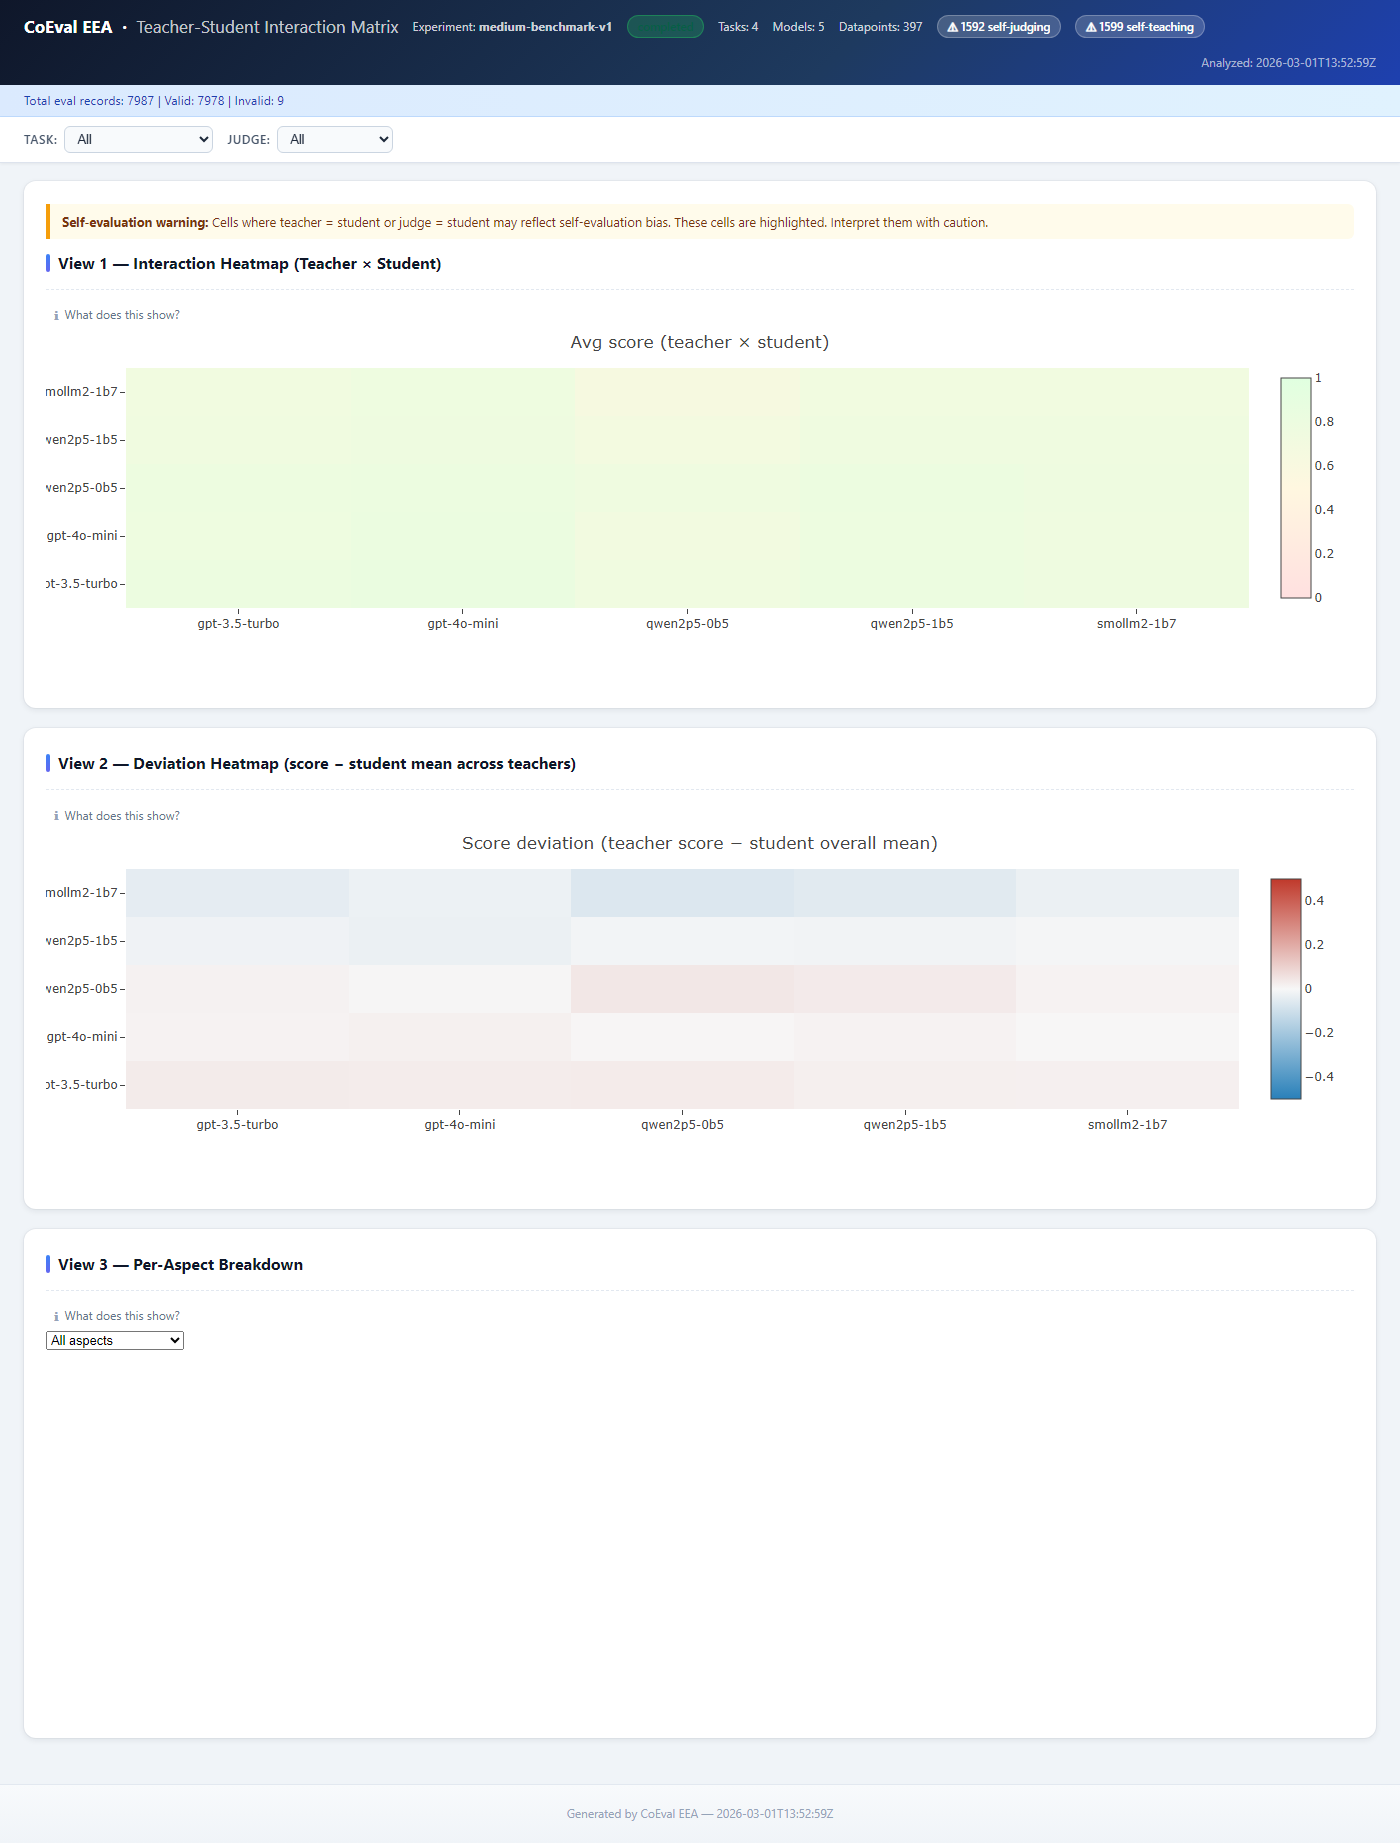 CoEval EEA · Teacher-Student Interaction Matrix Experiment: medium-benchmark-v1 Tasks: 4 Models: 5 Datapoints: 397 ⚠ 1592 self-judging ⚠ 1599 self-teaching
Analyzed: 2026-03-01T13:52:59Z
Total eval records: 7987 | Valid: 7978 | Invalid: 9
TASK: All JUDGE: All
Self-evaluation warning: Cells where teacher = student or judge = student may reflect self-evaluation bias. These cells are highlighted. Interpret them with caution.
View 1 — Interaction Heatmap (Teacher × Student)
ℹ What does this show?
Avg score (teacher × student)
mollm2-1b7
wen2p5-1b5
wen2p5-0b5
gpt-4o-mini
pt-3.5-turbo
1
0.8
0.6
0.4
0.2
0
gpt-3.5-turbo gpt-4o-mini qwen2p5-0b5 qwen2p5-1b5 smollm2-1b7
View 2 — Deviation Heatmap (score − student mean across teachers)
ℹ What does this show?
Score deviation (teacher score − student overall mean)
mollm2-1b7
wen2p5-1b5
wen2p5-0b5
gpt-4o-mini
pt-3.5-turbo
0.4
0.2
0
−0.2
−0.4
gpt-3.5-turbo gpt-4o-mini qwen2p5-0b5 qwen2p5-1b5 smollm2-1b7
View 3 — Per-Aspect Breakdown
ℹ What does this show?
All aspects
Generated by CoEval EEA — 2026-03-01T13:52:59Z